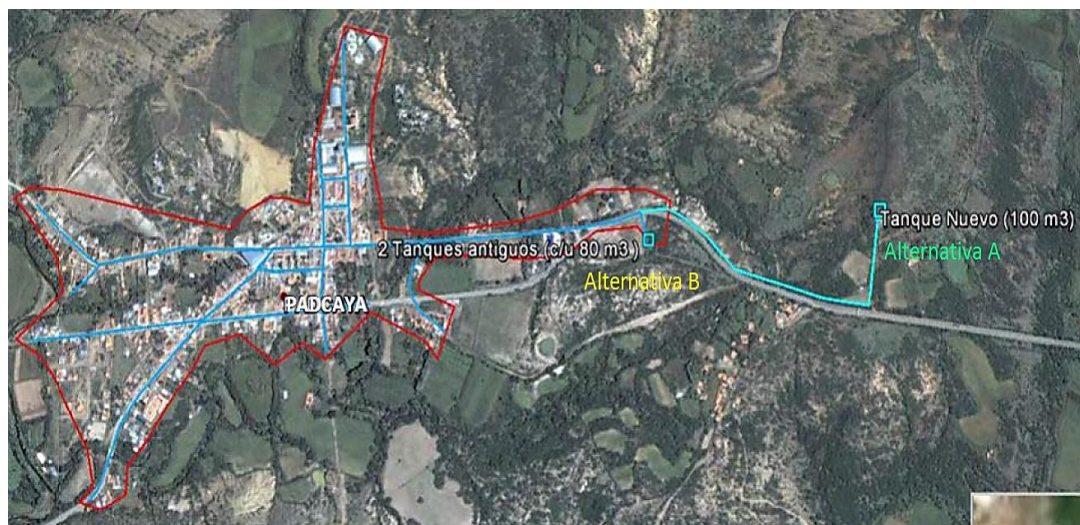 Tanque Nuevo (100 m3)
2 Tanques antiguos (c/u 80 m3 )
Alternativa A
Alternativa B
PADCAYA